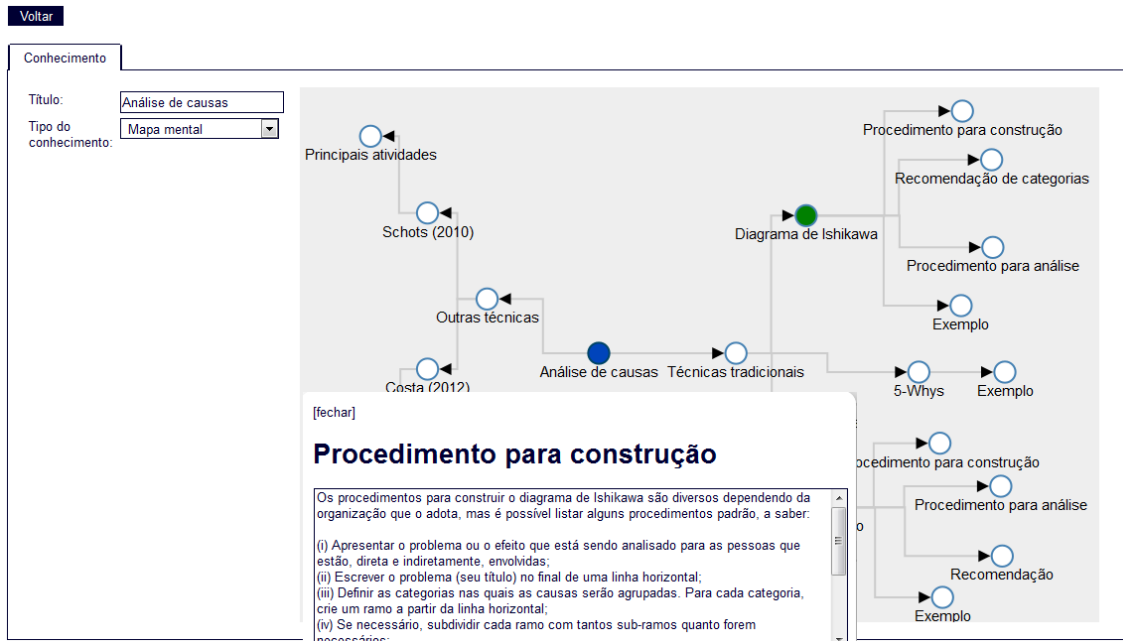 Voltar
Conhecimento
Título:
Análise de causas
Tipo do
conhecimento:
Mapa mental
Principais atividades
Schots (2010)
Outras técnicas
Costa (2012)
Análise de causas
Técnicas tradicionais
Diagrama de Ishikawa
Procedimento para construção
Recomendação de categorias
Procedimento para análise
Exemplo
5-Whys
Exemplo
ocedimento para construção
Procedimento para análise
Recomendação
Exemplo
[fechar]
Procedimento para construção
Os procedimentos para construir o diagrama de Ishikawa são diversos dependendo da
organização que o adota, mas é possível listar alguns procedimentos padrão, a saber:
(i) Apresentar o problema ou o efeito que está sendo analisado para as pessoas que
estão, direta e indiretamente, envolvidas;
(ii) Escrever o problema (seu título) no final de uma linha horizontal;
(iii) Definir as categorias nas quais as causas serão agrupadas. Para cada categoria,
crie um ramo a partir da linha horizontal;
(iv) Se necessário, subdividir cada ramo com tantos sub-ramos quanto forem
necessários;